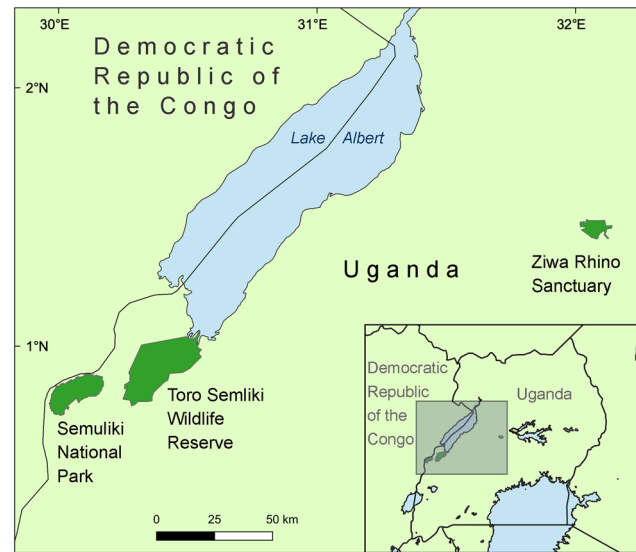 30°E
31°E
32°E
Democratic
Republic of
the Congo
2°N
Lake Albert
Uganda
Ziwa Rhino
Sanctuary
1°N
Toro Semliki
Wildlife
Reserve
Semuliki
National
Park
0 25 50 km
Democratic
Republic
of the
Congo
Uganda